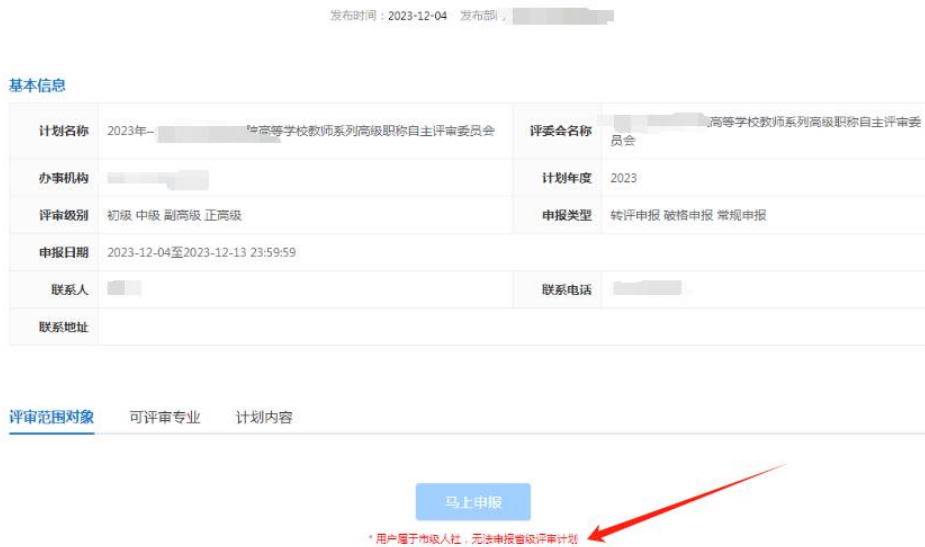 发布时间：2023-12-04 发布部
基本信息
计划名称 2023年- 高等学校教师系列高级职称自主评审委员会 评委会名称 高等学校教师系列高级职称自主评审委
员会
办事机构 计划年度 2023
评审级别 初级 中级 副高级 正高级 申报类型 转评申报 破格申报 常规申报
申报日期 2023-12-04至2023-12-13 23:59:59
联系人 联系电话
联系地址
评审范围对象 可评审专业 计划内容
马上申报
* 用户属于市级人社，无法申报省级评审计划